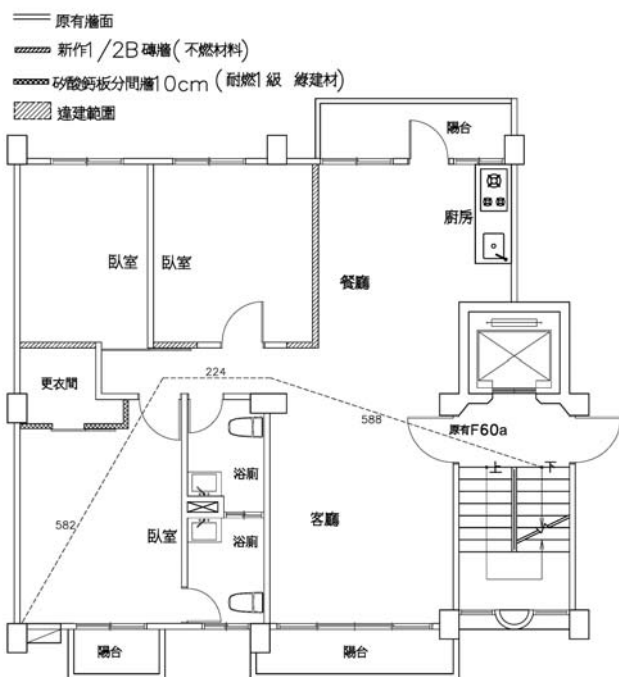 原有牆面
新作1/2B磚牆(不燃材料)
矽酸鈣板分間牆10cm(耐燃1級 綠建材)
違建範圍
陽台
廚房
臥室
臥室
餐廳
更衣間
224
588
原有F60a
上
下
582
臥室
浴廁
浴廁
客廳
陽台
陽台